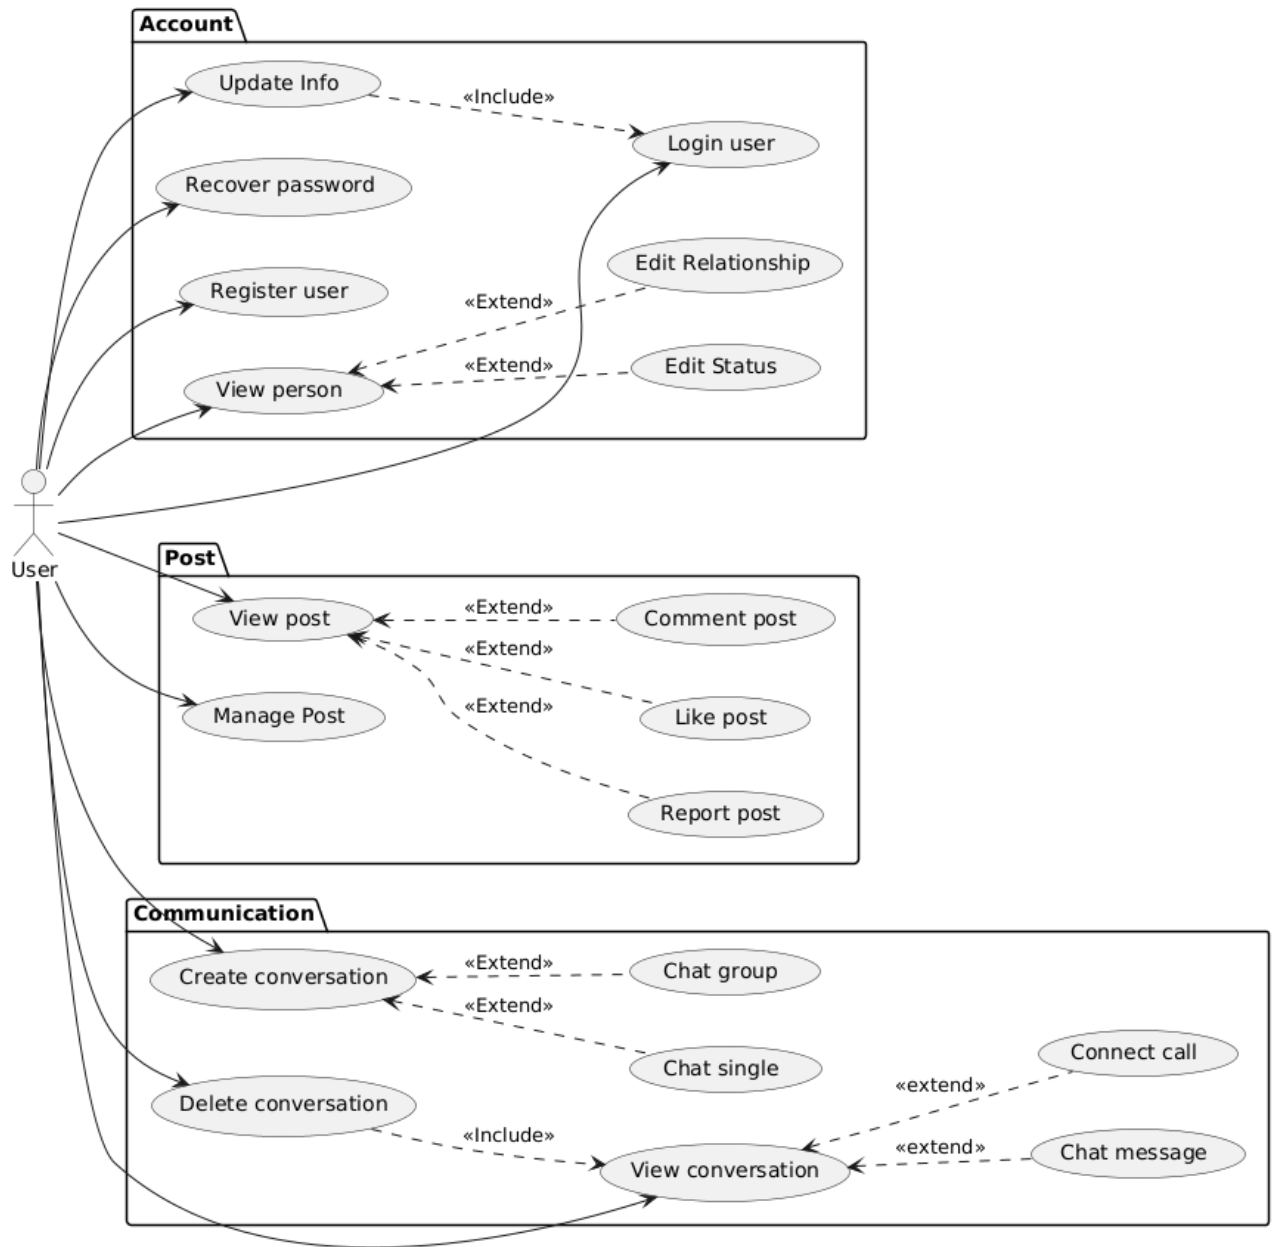 Account
Update Info
«Include»
Login user
Recover password
Edit Relationship
Register user
«Extend»
Edit Status
«Extend»
View person
User
Post
View post
«Extend»
Comment post
«Extend»
«Extend»
Manage Post
Like post
Report post
Communication
Create conversation
«Extend»
Chat group
«Extend»
Chat single
Connect call
«extend»
Delete conversation
«Include»
View conversation
«extend»
Chat message